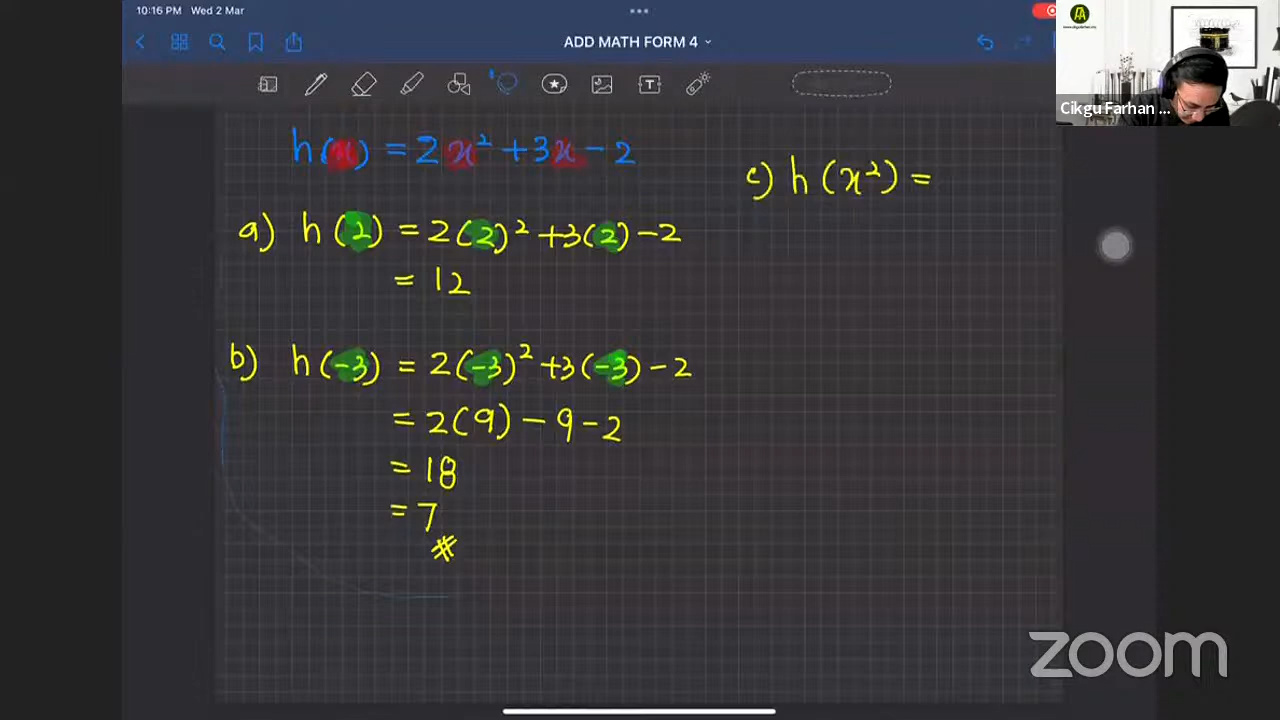 10:16 PM Wed 2 Mar
ADD MATH FORM 4
T
Cikgu Farhan ...
h(x) = 2x² + 3x - 2
a) h(2) = 2(2)² + 3(2) - 2
= 12
b) h(-3) = 2(-3)² + 3(-3) - 2
= 2(9) - 9 - 2
= 18
= 7
#
c) h(x²) =
zoom